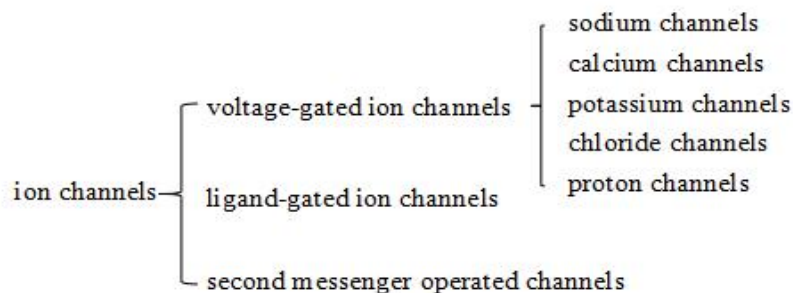 ion channels
voltage-gated ion channels
sodium channels
calcium channels
potassium channels
chloride channels
proton channels
ligand-gated ion channels
second messenger operated channels